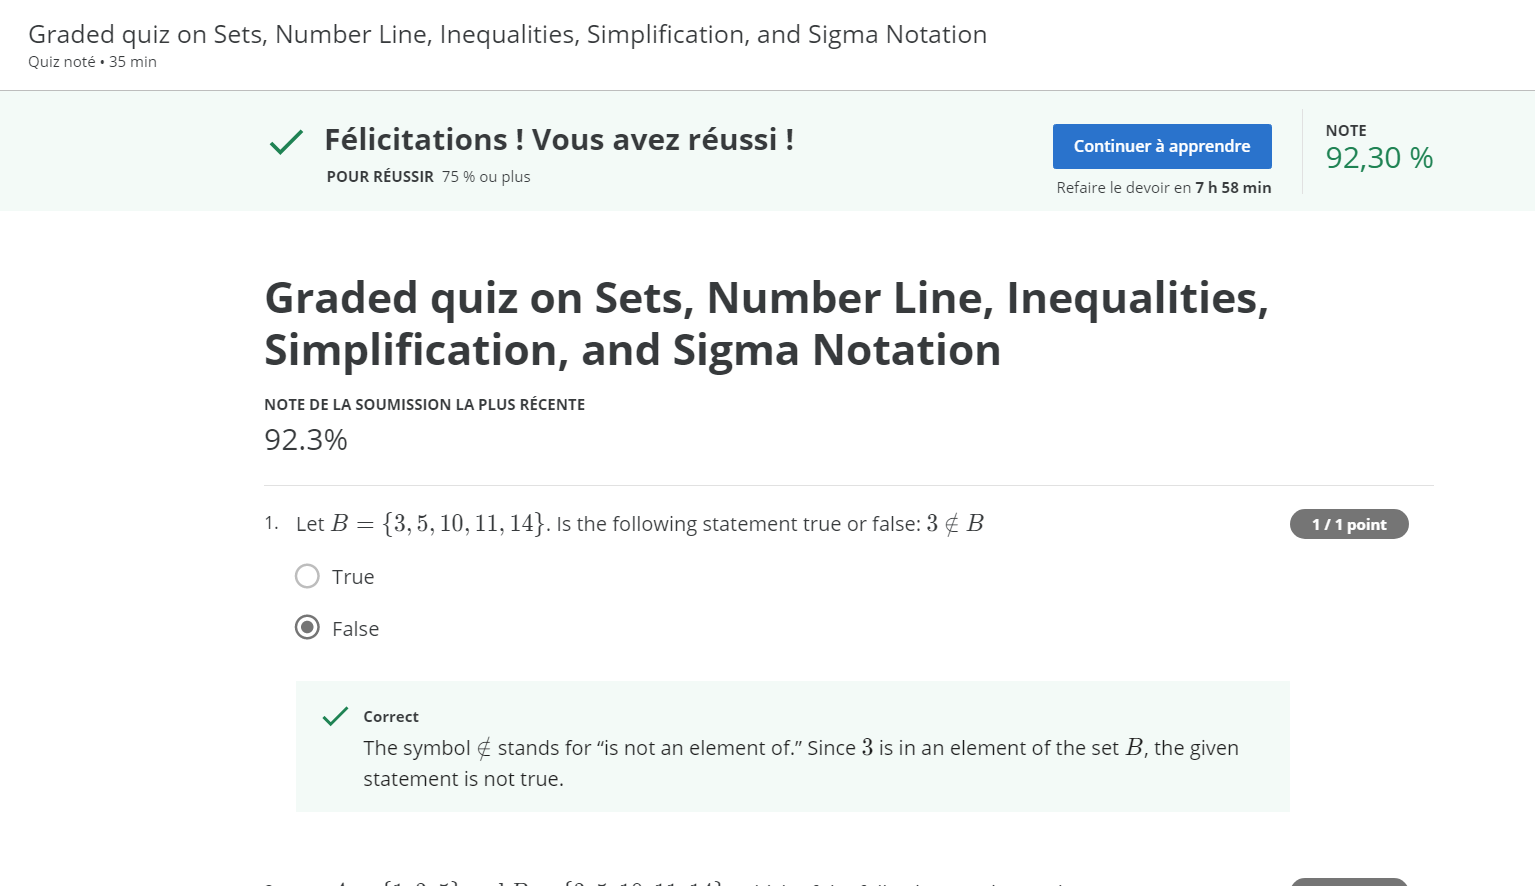 Graded quiz on Sets, Number Line, Inequalities, Simplification, and Sigma Notation
Quiz noté • 35 min
Félicitations ! Vous avez réussi !
POUR RÉUSSIR 75 % ou plus
Continuer à apprendre
Refaire le devoir en 7 h 58 min
NOTE
92,30 %
Graded quiz on Sets, Number Line, Inequalities,
Simplification, and Sigma Notation
NOTE DE LA SOUMISSION LA PLUS RÉCENTE
92.3%
1. Let B = {3, 5, 10, 11, 14}. Is the following statement true or false: 3 ∉ B
1 / 1 point
True
False
Correct
The symbol ∉ stands for “is not an element of.” Since 3 is in an element of the set B, the given
statement is not true.